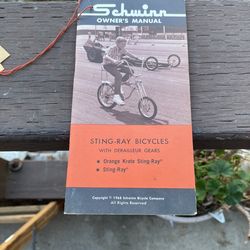 Schwinn
OWNER'S MANUAL
STING-RAY BICYCLES
WITH DERAILLEUR GEARS
• Orange Krate Sting-Ray®
• Sting-Ray®
Copyright © 1968 Schwinn Bicycle Company
All Rights Reserved